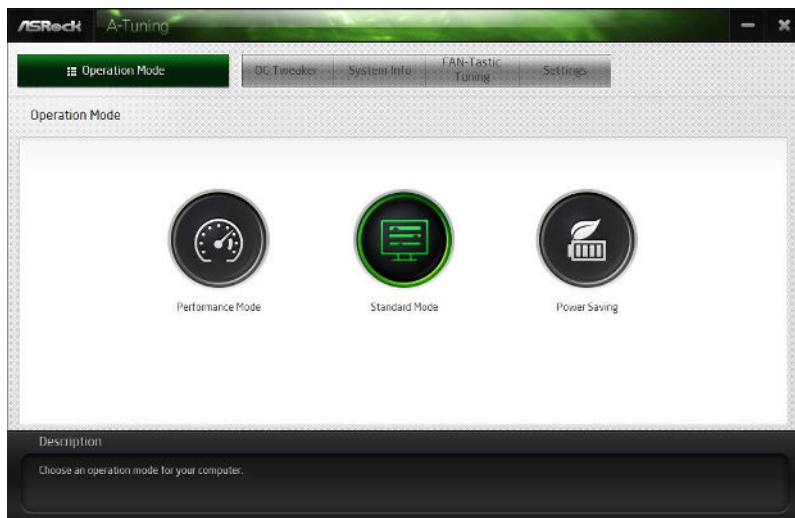 ASRock A-Tuning
Operation Mode OC Tweaker System Info FAN-Tastic Tuning Settings
Operation Mode
Performance Mode Standard Mode Power Saving
Description
Choose an operation mode for your computer.